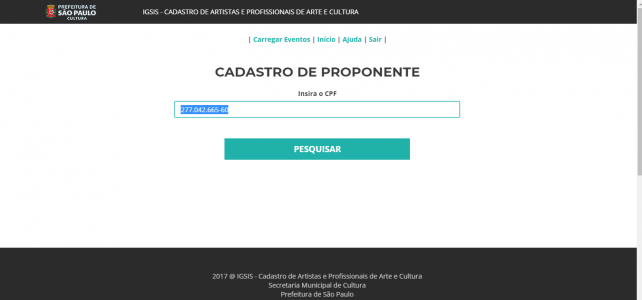 PREFEITURA DE
SÃO PAULO
CULTURA
IGSIS - CADASTRO DE ARTISTAS E PROFISSIONAIS DE ARTE E CULTURA
| Carregar Eventos | Início | Ajuda | Sair |
CADASTRO DE PROPONENTE
Insira o CPF
277.042.665-60
PESQUISAR
2017 @ IGSIS - Cadastro de Artistas e Profissionais de Arte e Cultura
Secretaria Municipal de Cultura
Prefeitura de São Paulo